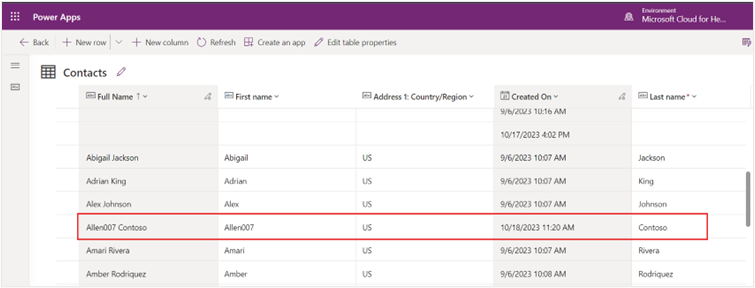 Power Apps
Environment
Microsoft Cloud for He...
Back New row New column Refresh Create an app Edit table properties
Contacts
Full Name First name Address 1: Country/Region Created On Last name *
9/6/2023 10:16 AM
10/17/2023 4:02 PM
Abigail Jackson Abigail US 9/6/2023 10:07 AM Jackson
Adrian King Adrian US 9/6/2023 10:07 AM King
Alex Johnson Alex US 9/6/2023 10:07 AM Johnson
Allen007 Contoso Allen007 US 10/18/2023 11:20 AM Contoso
Amari Rivera Amari US 9/6/2023 10:07 AM Rivera
Amber Rodriquez Amber US 9/6/2023 10:08 AM Rodriquez